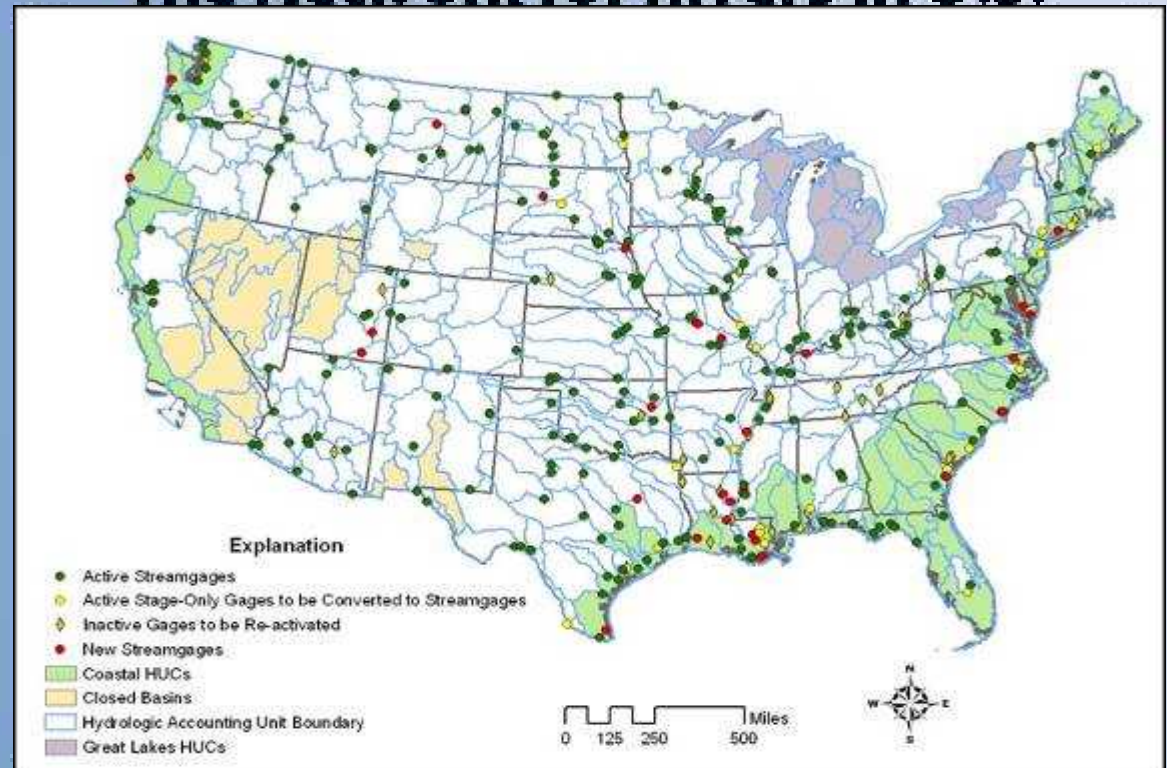 Explanation
Active Streamgages
Active Stage-Only Gages to be Converted to Streamgages
Inactive Gages to be Re-activated
New Streamgages
Coastal HUCs
Closed Basins
Hydrologic Accounting Unit Boundary
Great Lakes HUCs
Miles
0 125 250 500
N
W E
S